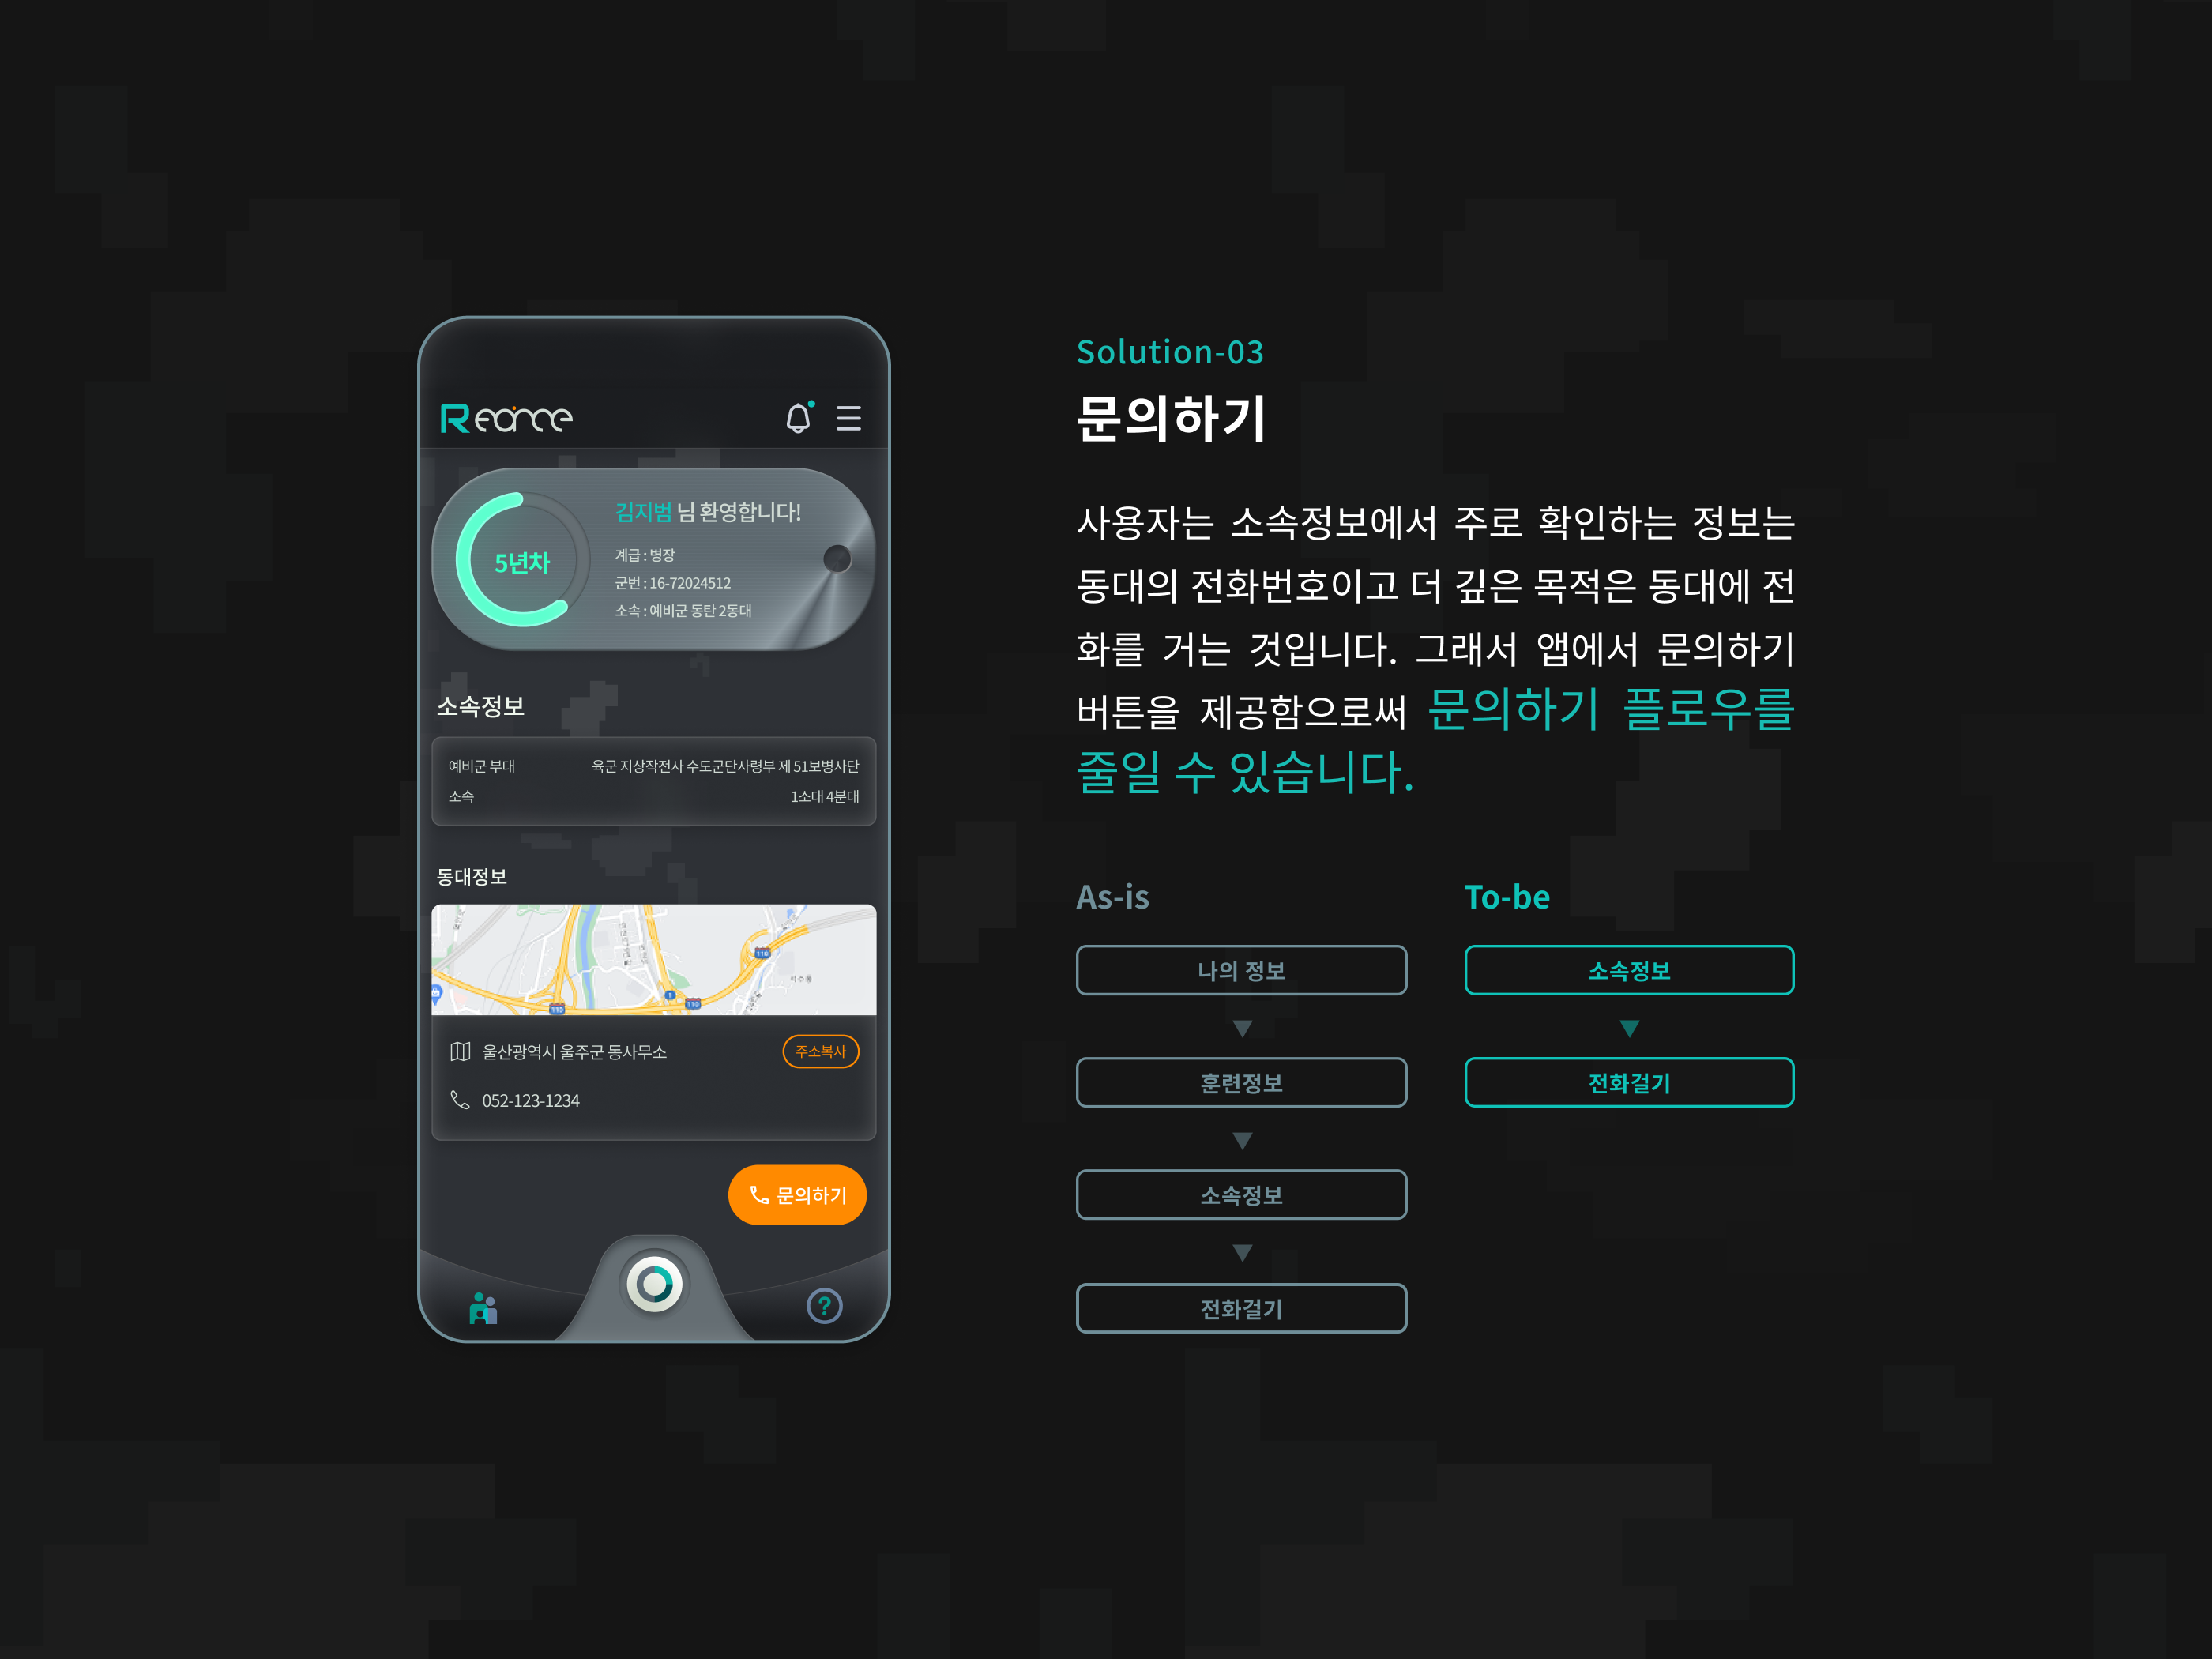 5년차
김지범 님 환영합니다!
계급 : 병장
군번 : 16-72024512
소속 : 예비군 동탄 2동대
소속정보
예비군 부대 육군 지상작전사 수도군단사령부 제 51보병사단
소속 1소대 4분대
동대정보
110
110
1
110
석수동
울산광역시 울주군 동사무소 주소복사
052-123-1234
문의하기
Solution-03
문의하기
사용자는 소속정보에서 주로 확인하는 정보는
동대의 전화번호이고 더 깊은 목적은 동대에 전
화를 거는 것입니다. 그래서 앱에서 문의하기
버튼을 제공함으로써 문의하기 플로우를
줄일 수 있습니다.
As-is
나의 정보
훈련정보
소속정보
전화걸기
To-be
소속정보
전화걸기